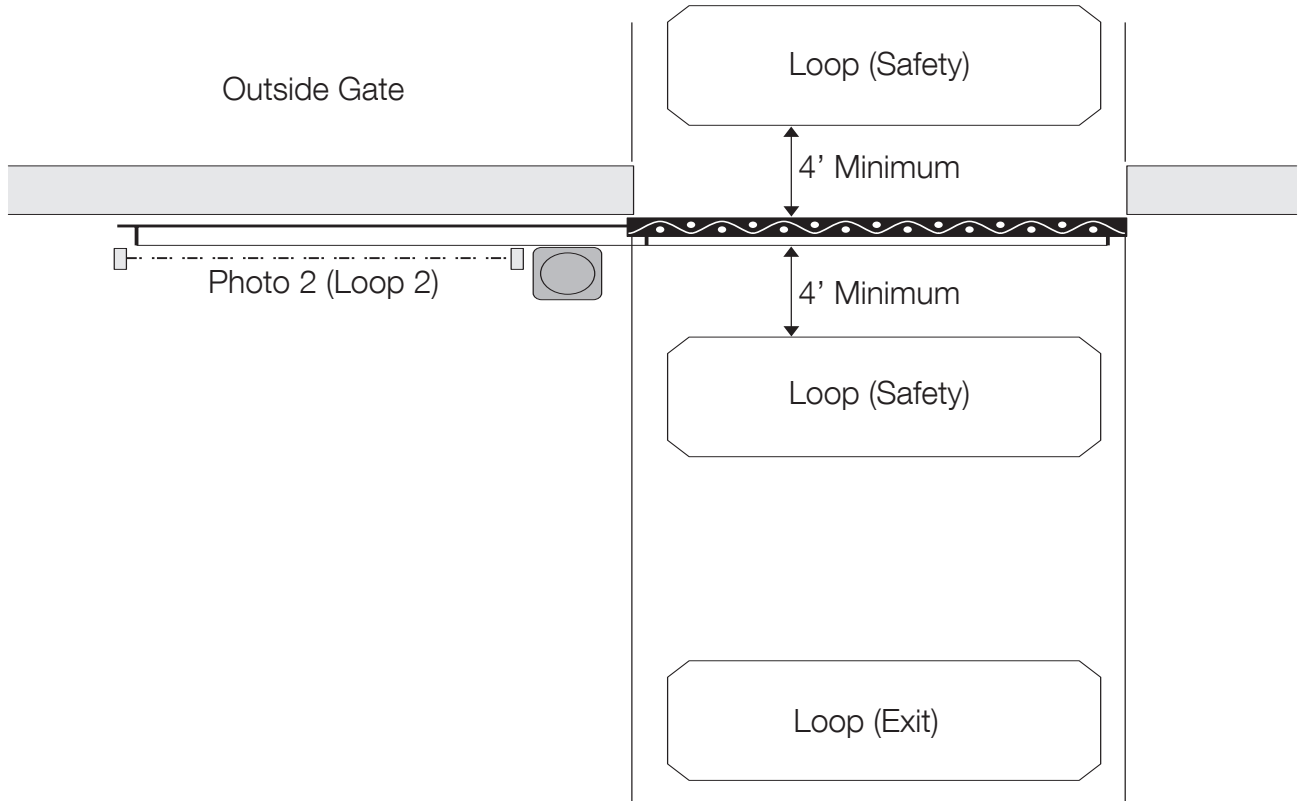 Loop (Safety)
Outside Gate
4’ Minimum
Photo 2 (Loop 2)
4’ Minimum
Loop (Safety)
Loop (Exit)